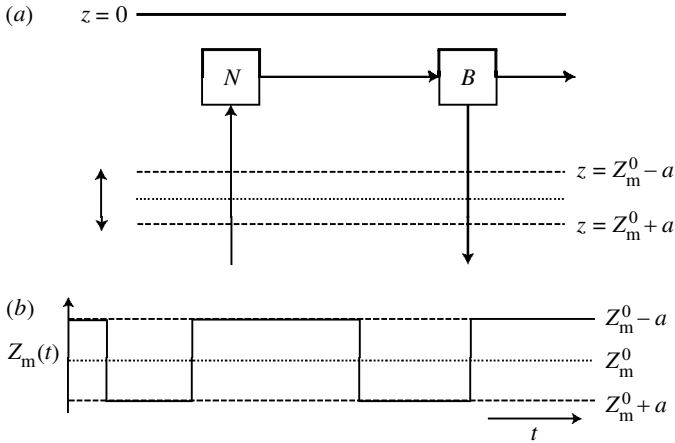 (a)
z = 0
N
B
z = Z_m^0 − a
z = Z_m^0 + a
(b)
Z_m(t)
Z_m^0 − a
Z_m^0
Z_m^0 + a
t